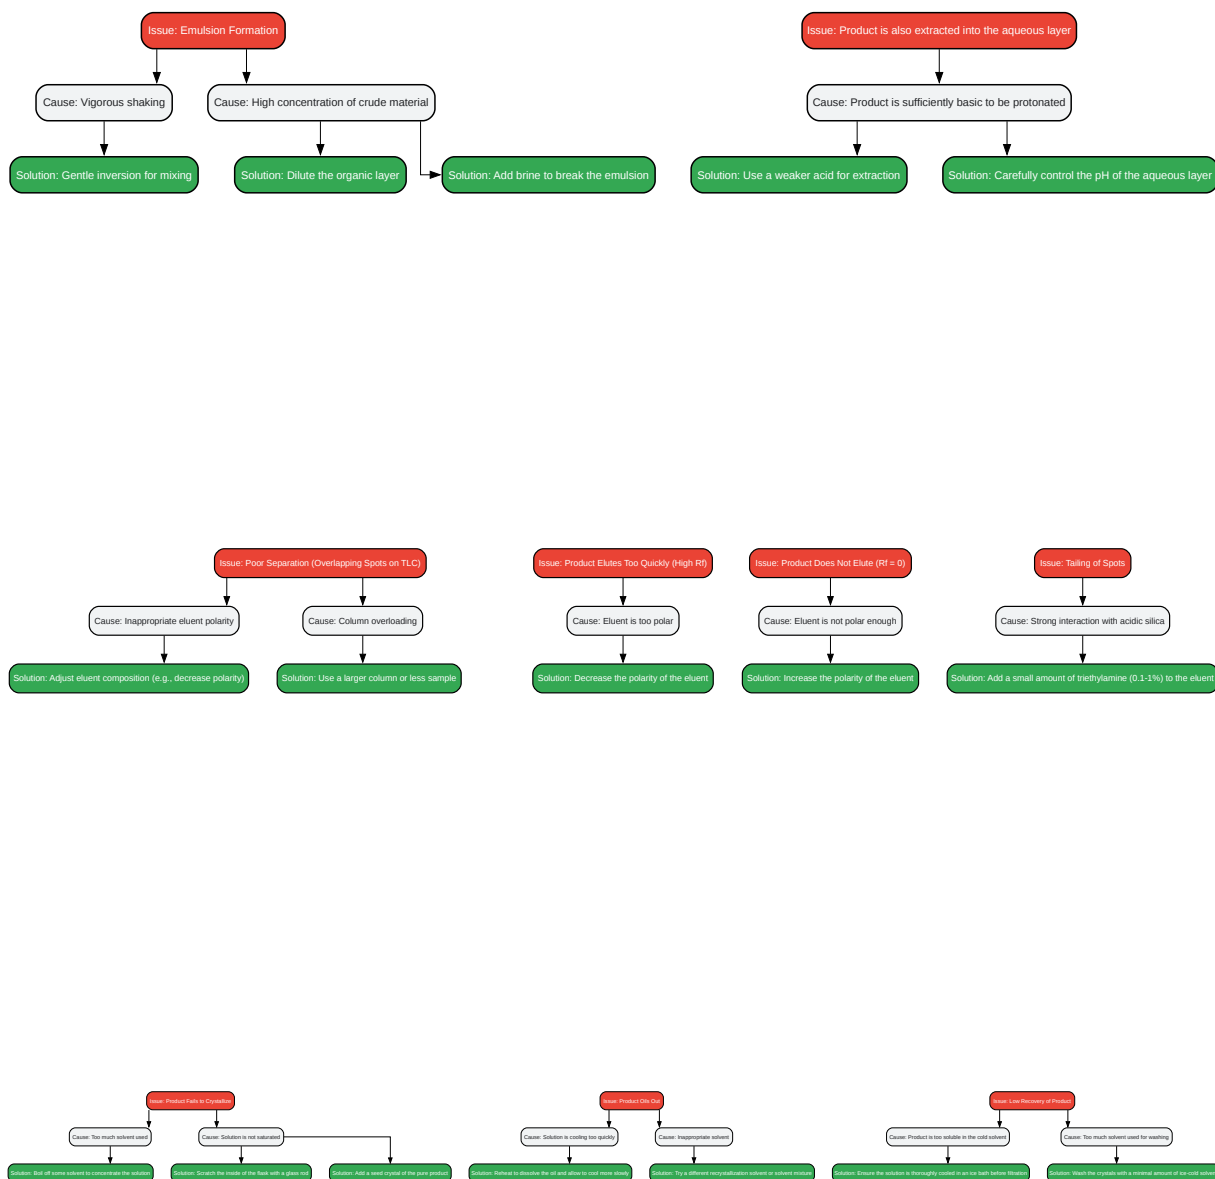 Issue: Emulsion Formation
Issue: Product is also extracted into the aqueous layer
Cause: Vigorous shaking
Cause: High concentration of crude material
Cause: Product is sufficiently basic to be protonated
Solution: Gentle inversion for mixing
Solution: Dilute the organic layer
Solution: Add brine to break the emulsion
Solution: Use a weaker acid for extraction
Solution: Carefully control the pH of the aqueous layer
Issue: Poor Separation (Overlapping Spots on TLC)
Issue: Product Elutes Too Quickly (High Rf)
Issue: Product Does Not Elute (Rf = 0)
Issue: Tailing of Spots
Cause: Inappropriate eluent polarity
Cause: Column overloading
Cause: Eluent is too polar
Cause: Eluent is not polar enough
Cause: Strong interaction with acidic silica
Solution: Adjust eluent composition (e.g., decrease polarity)
Solution: Use a larger column or less sample
Solution: Decrease the polarity of the eluent
Solution: Increase the polarity of the eluent
Solution: Add a small amount of triethylamine (0.1-1%) to the eluent
Issue: Product Fails to Crystallize
Issue: Product Oils Out
Issue: Low Recovery of Product
Cause: Too much solvent used
Cause: Solution is not saturated
Cause: Solution is cooling too quickly
Cause: Inappropriate solvent
Cause: Product is too soluble in the cold solvent
Cause: Too much solvent used for washing
Solution: Boil off some solvent to concentrate the solution
Solution: Scratch the inside of the flask with a glass rod
Solution: Add a seed crystal of the pure product
Solution: Reheat to dissolve the oil and allow to cool more slowly
Solution: Try a different recrystallization solvent or solvent mixture
Solution: Ensure the solution is thoroughly cooled in an ice bath before filtration
Solution: Wash the crystals with a minimal amount of ice-cold solvent